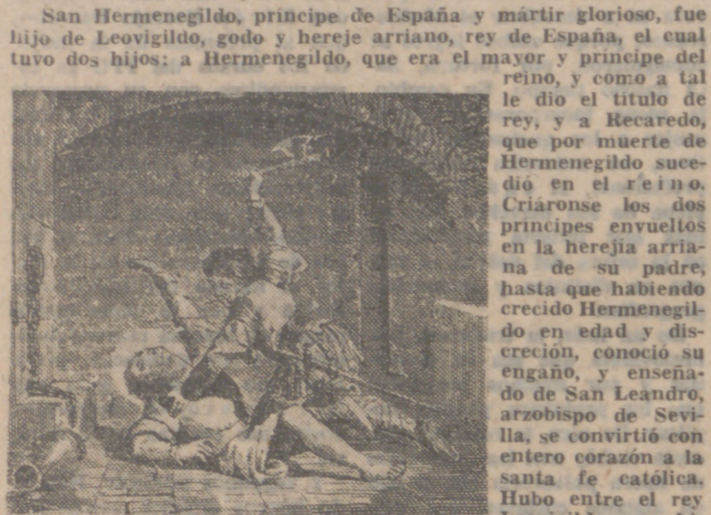 San Hermenegildo, príncipe de España y mártir glorioso, fue
hijo de Leovigildo, godo y hereje arriano, rey de España, el cual
tuvo dos hijos: a Hermenegildo, que era el mayor y príncipe del
reino, y como a tal
le dio el título de
rey, y a Recaredo,
que por muerte de
Hermenegildo suce-
dió en el reino.
Criáronse los dos
príncipes envueltos
en la herejía arria-
na de su padre,
hasta que habiendo
crecido Hermenegil-
do en edad y dis-
creción, conoció su
engaño, y enseña-
do de San Leandro,
arzobispo de Sevi-
lla, se convirtió con
entero corazón a la
santa fe católica.
Hubo entre el rey